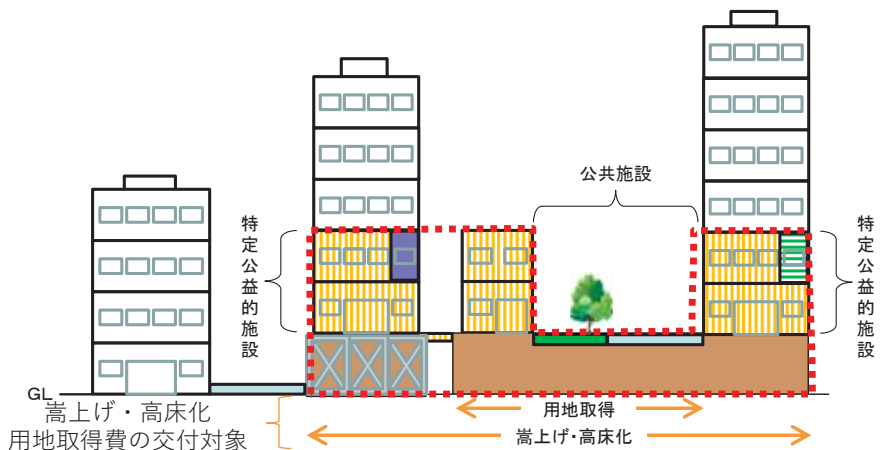 公共施設
特定公益的施設
特定公益的施設
GL
嵩上げ・高床化
用地取得費の交付対象
用地取得
嵩上げ・高床化